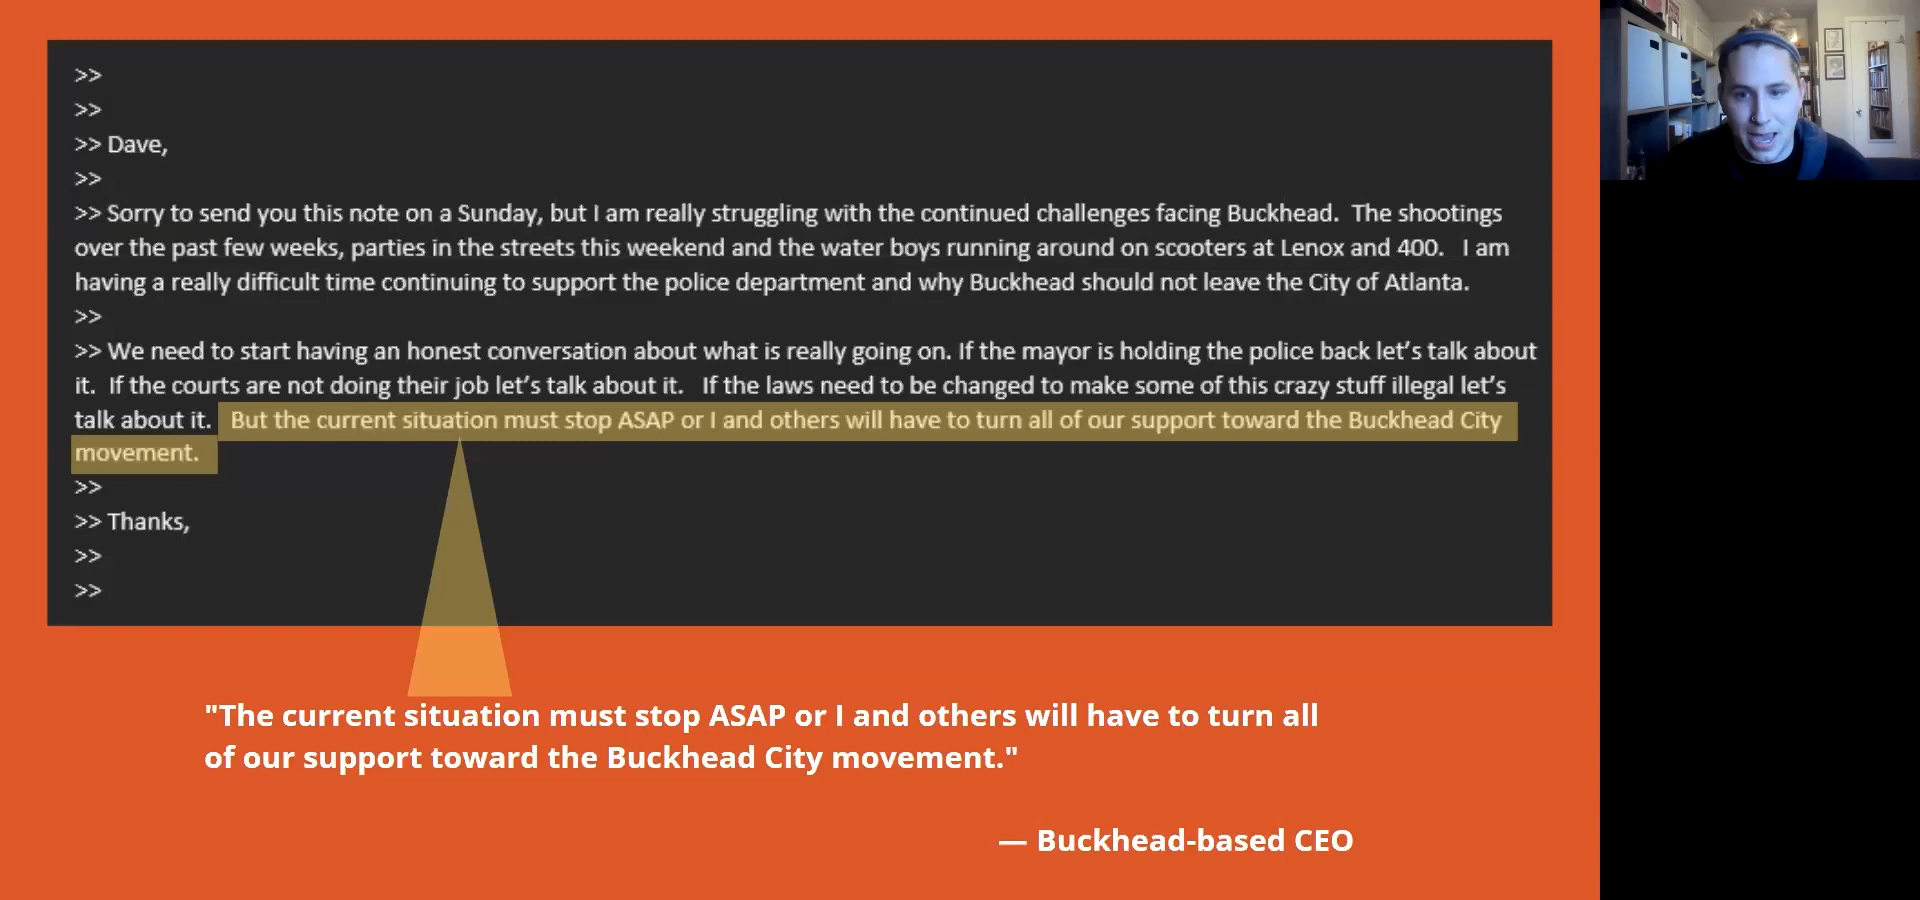 >>
>>
>> Dave,
>>
>> Sorry to send you this note on a Sunday, but I am really struggling with the continued challenges facing Buckhead.  The shootings
over the past few weeks, parties in the streets this weekend and the water boys running around on scooters at Lenox and 400.   I am
having a really difficult time continuing to support the police department and why Buckhead should not leave the City of Atlanta.
>>
>> We need to start having an honest conversation about what is really going on. If the mayor is holding the police back let’s talk about
it.  If the courts are not doing their job let’s talk about it.   If the laws need to be changed to make some of this crazy stuff illegal let’s
talk about it.   But the current situation must stop ASAP or I and others will have to turn all of our support toward the Buckhead City
movement.
>>
>> Thanks,
>>
>>
"The current situation must stop ASAP or I and others will have to turn all
of our support toward the Buckhead City movement."
— Buckhead-based CEO